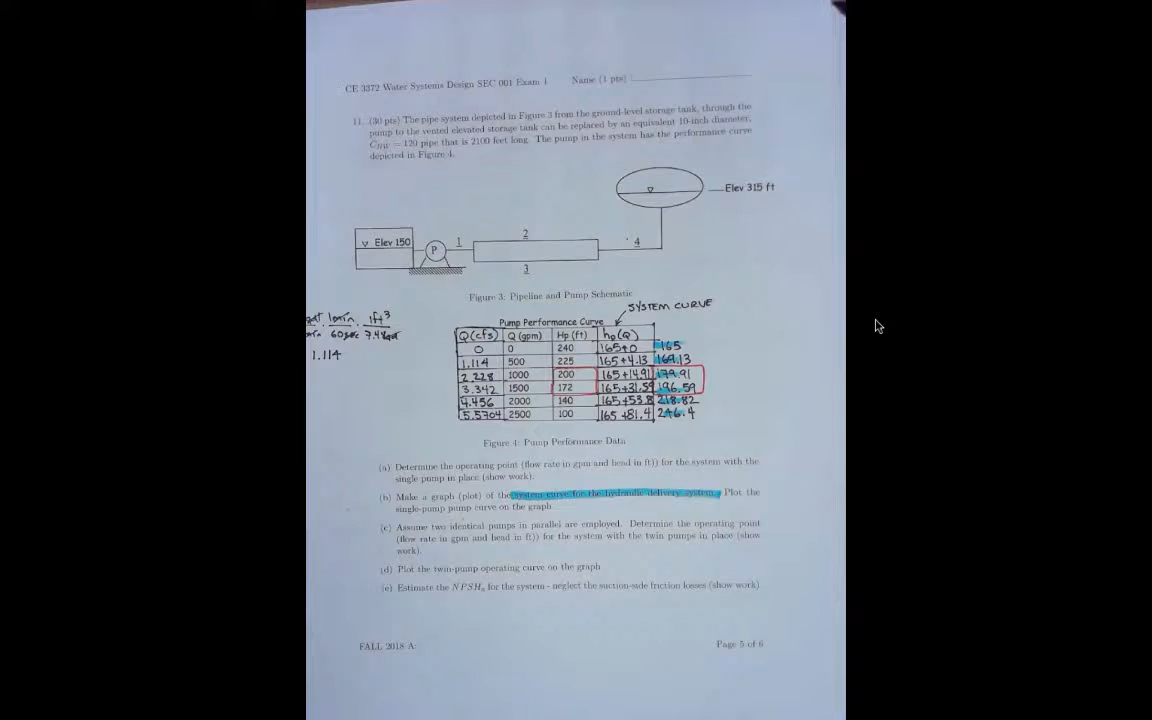 CE 3372 Water Systems Design SEC 001 Exam 1 Name (1 pts)
11. (30 pts) The pipe system depicted in Figure 3 from the ground-level storage tank, through the
pump to the vented elevated storage tank can be replaced by an equivalent 10-inch diameter,
CHW = 120 pipe that is 2100 feet long. The pump in the system has the performance curve
depicted in Figure 4.
Elev 315 ft
Elev 150
P
1
2
3
4
Figure 3: Pipeline and Pump Schematic
SYSTEM CURVE
1min 1ft³
60sec 7.48gal
1.114
Pump Performance Curve
Q(cfs) Q (gpm) Hp (ft) hp(Q)
0 0 240 165+0 165
1.114 500 225 165+4.13 169.13
2.228 1000 200 165+14.91 179.91
3.342 1500 172 165+31.59 196.59
4.456 2000 140 165+53.8 218.82
5.5704 2500 100 165+81.4 246.4
Figure 4: Pump Performance Data
(a) Determine the operating point (flow rate in gpm and head in ft)) for the system with the
single pump in place (show work).
(b) Make a graph (plot) of the system curve for the hydraulic delivery system. Plot the
single-pump pump curve on the graph
(c) Assume two identical pumps in parallel are employed. Determine the operating point
(flow rate in gpm and head in ft)) for the system with the twin pumps in place (show
work).
(d) Plot the twin-pump operating curve on the graph
(e) Estimate the NPSHa for the system - neglect the suction-side friction losses (show work)
FALL 2018 A: Page 5 of 6